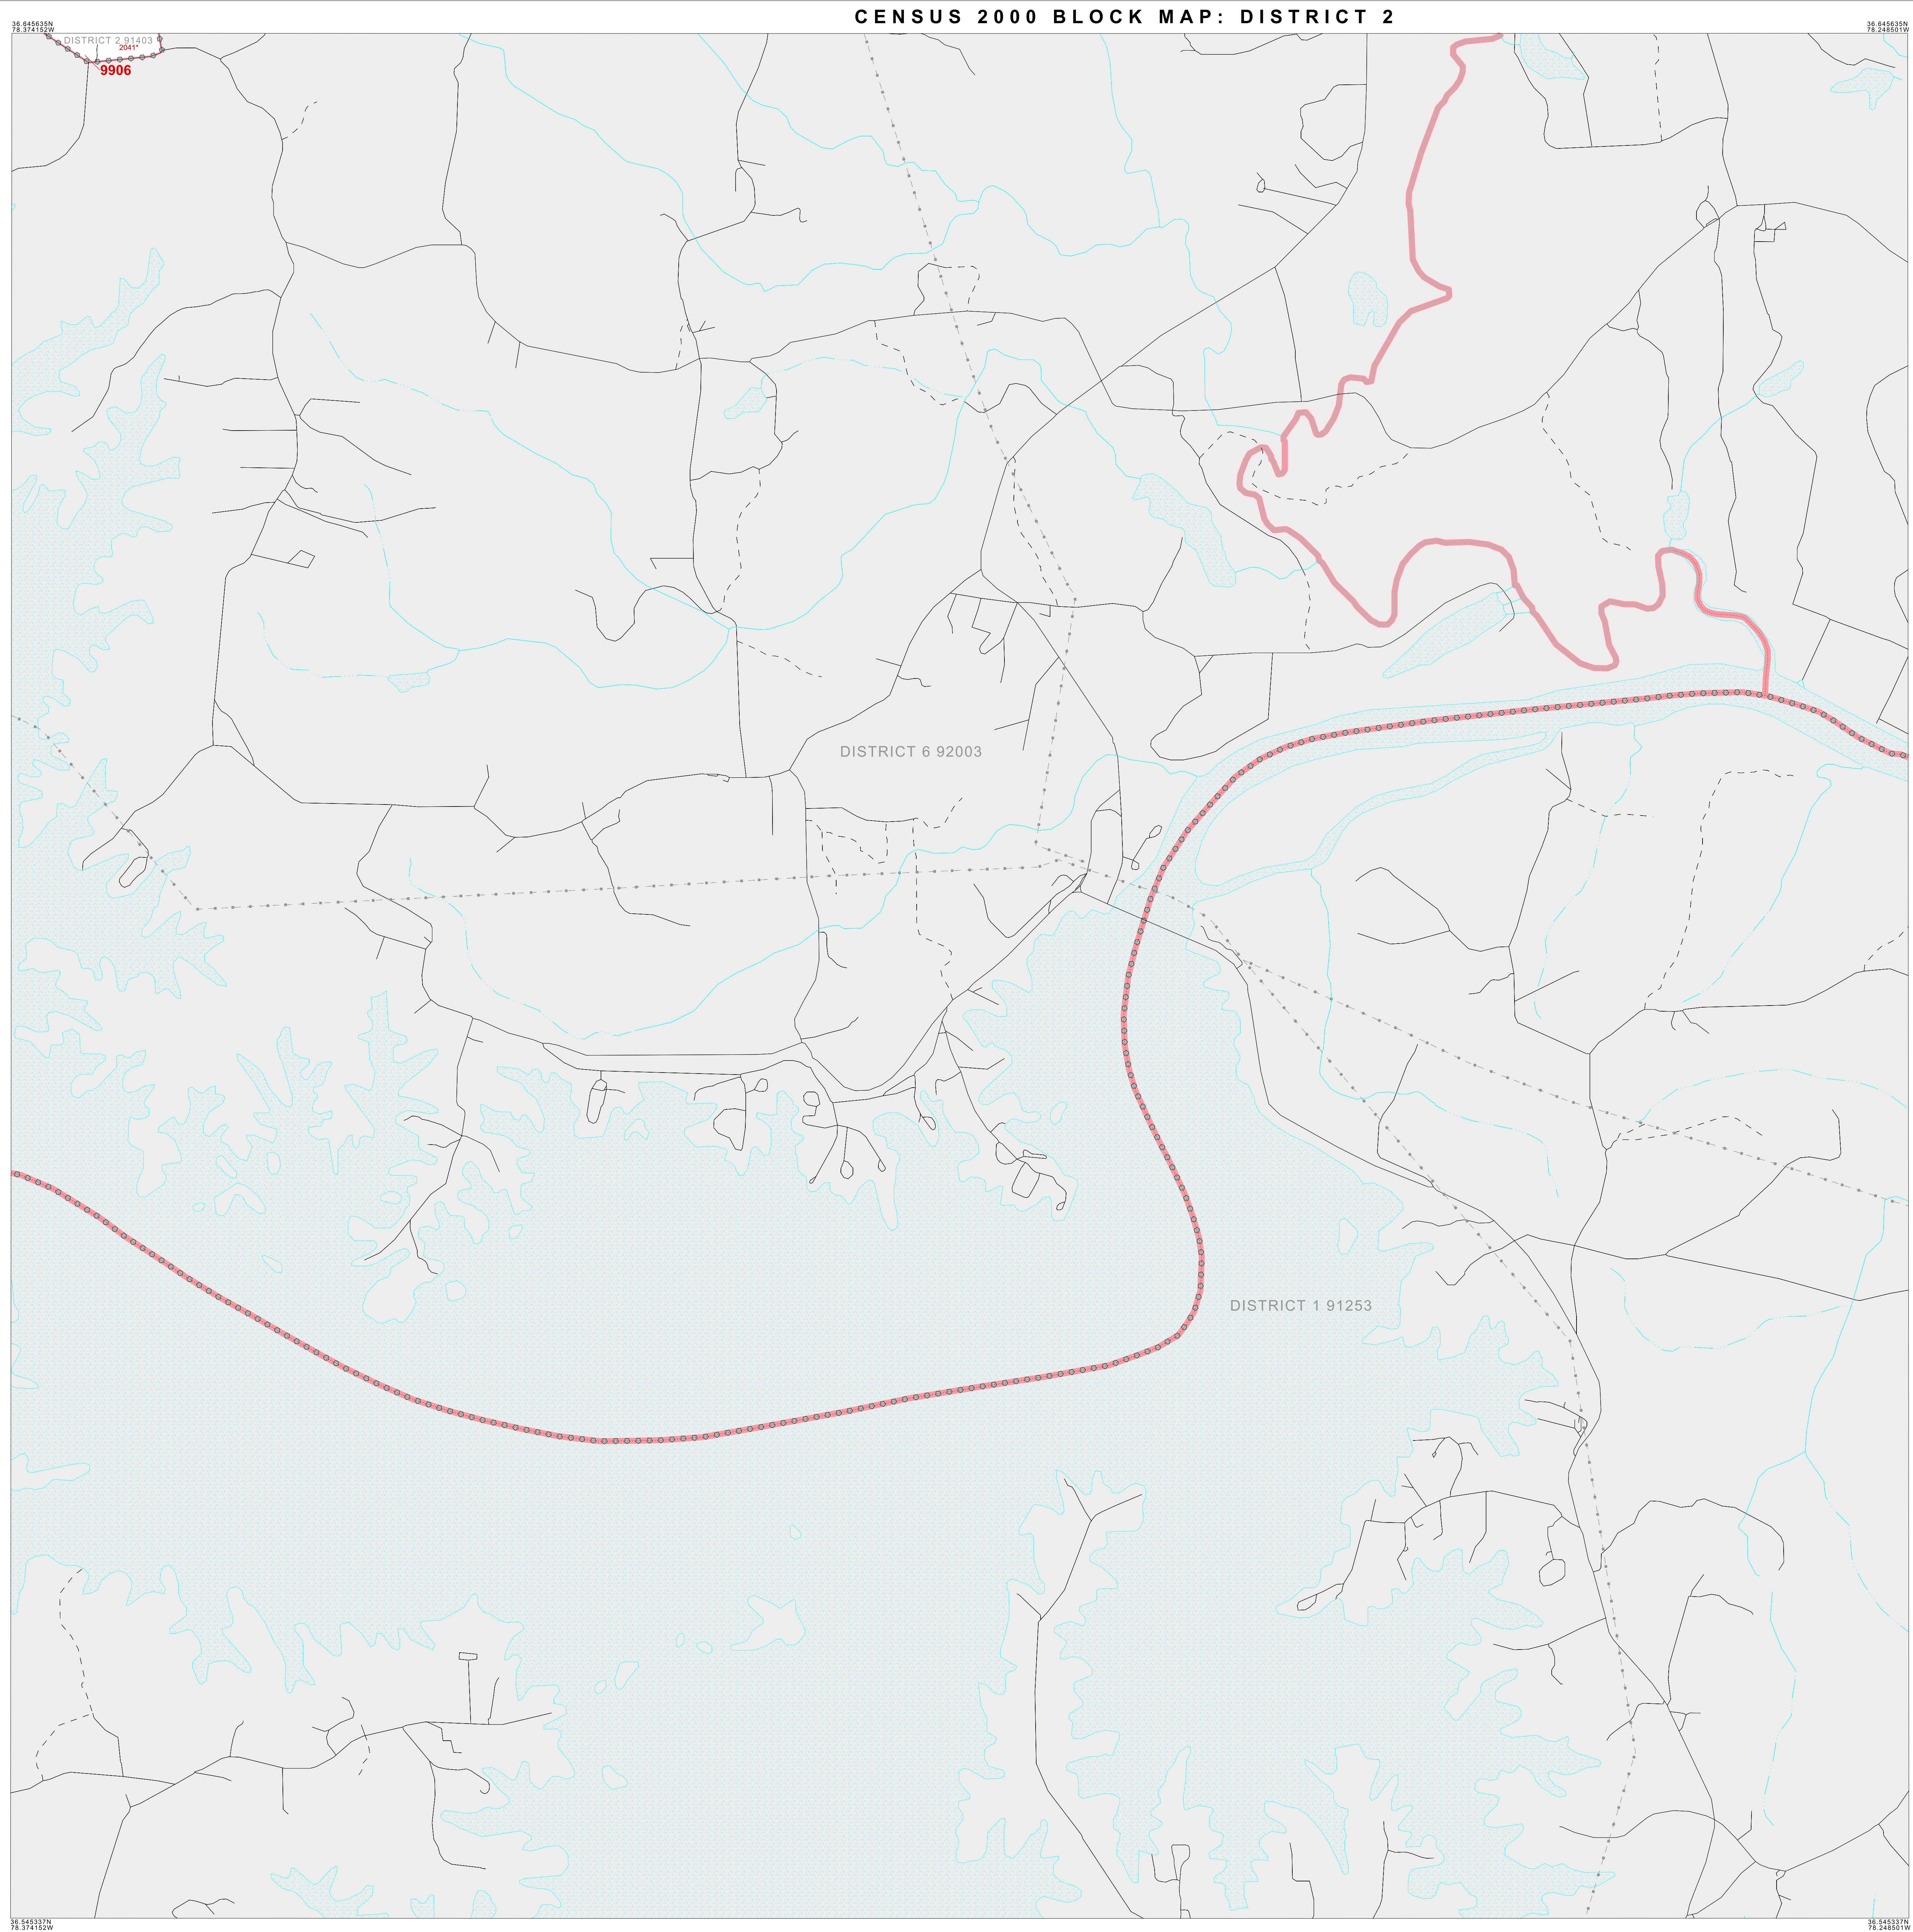 CENSUS 2000 BLOCK MAP: DISTRICT 2
36.645635N
78.374152W
36.645635N
78.248501W
DISTRICT 2 91403
2041*
9906
DISTRICT 6 92003
DISTRICT 1 91253
36.545337N
78.374152W
36.545337N
78.248501W